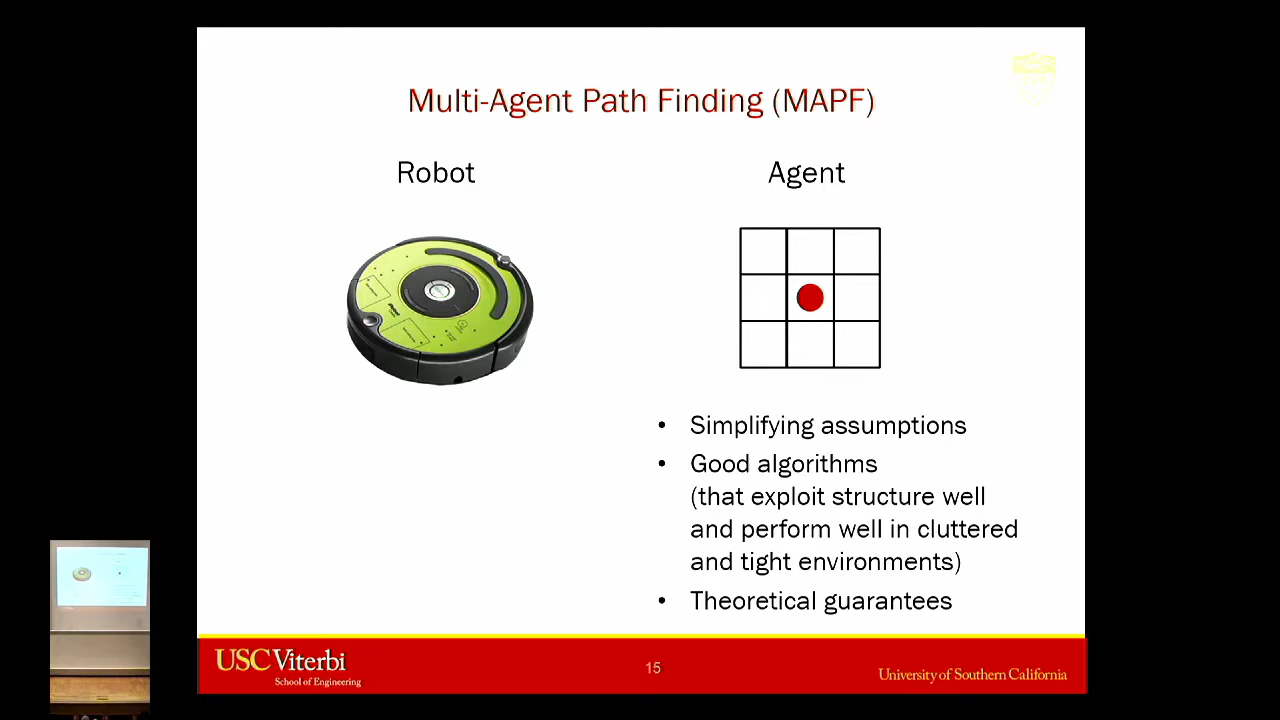 Multi-Agent Path Finding (MAPF)
Robot
Agent
• Simplifying assumptions
• Good algorithms
(that exploit structure well
and perform well in cluttered
and tight environments)
• Theoretical guarantees
USC Viterbi
School of Engineering
15
University of Southern California